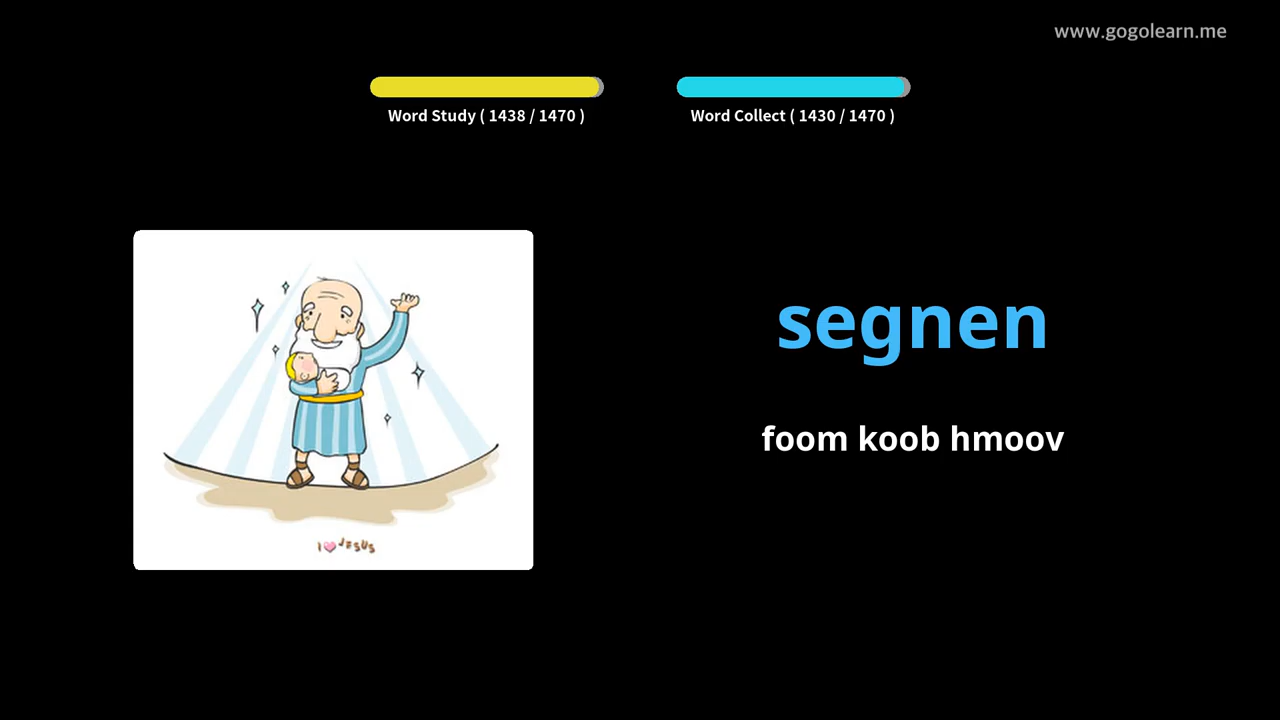 www.gogolearn.me
Word Study ( 1438 / 1470 )
Word Collect ( 1430 / 1470 )
segnen
foom koob hmoov
I JESUS